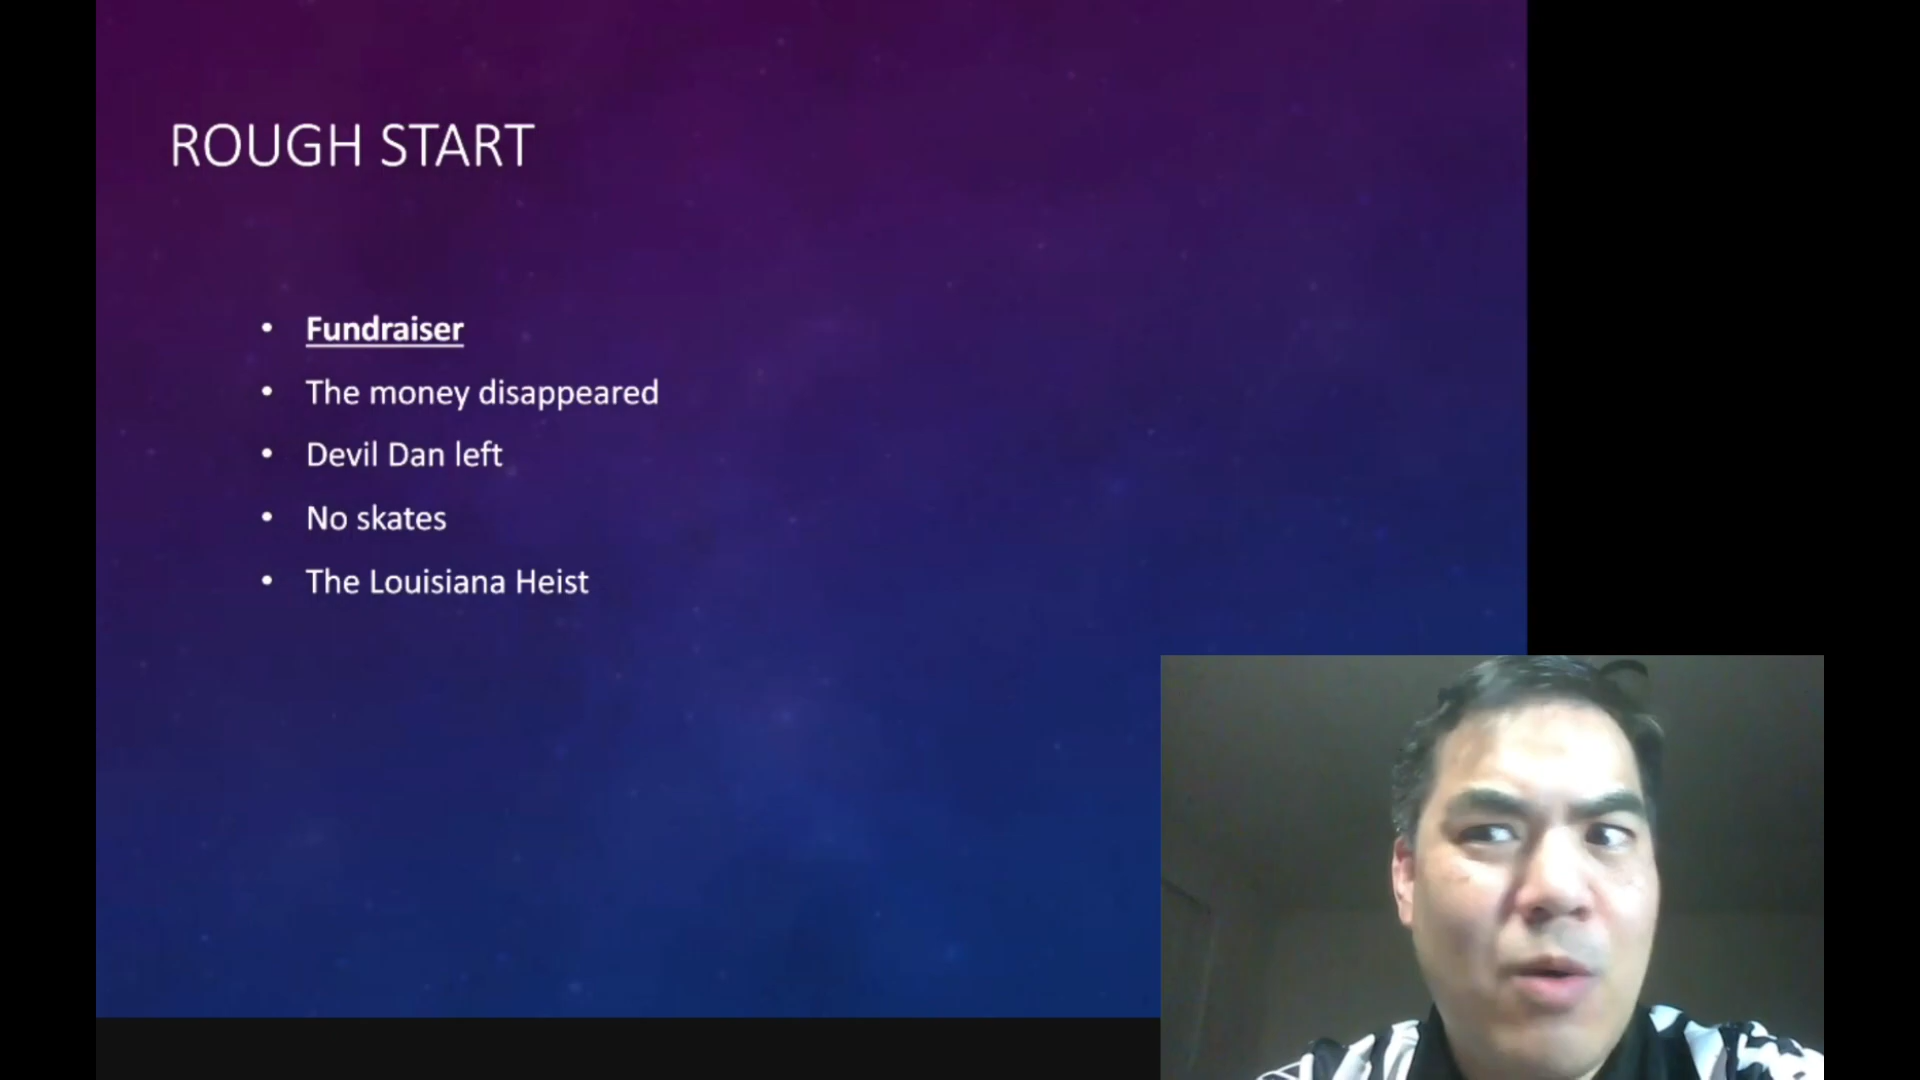 ROUGH START
• Fundraiser
• The money disappeared
• Devil Dan left
• No skates
• The Louisiana Heist